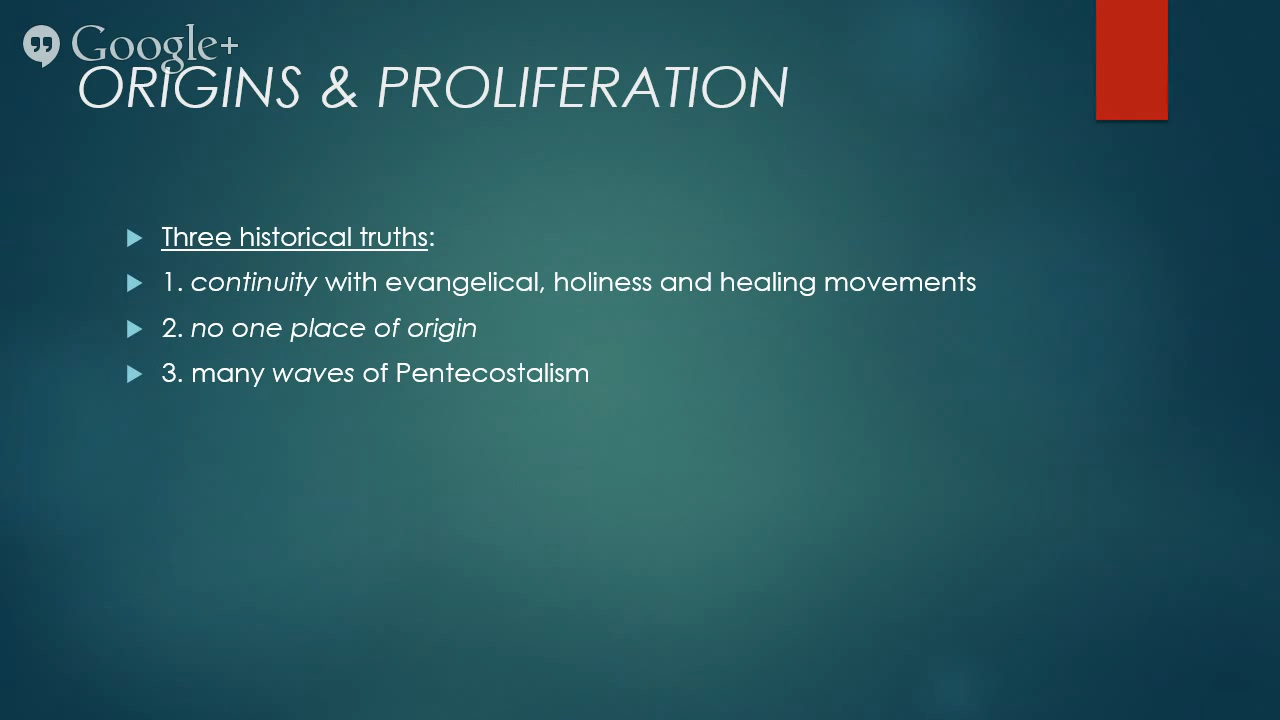 Google+
ORIGINS & PROLIFERATION
Three historical truths:
1. continuity with evangelical, holiness and healing movements
2. no one place of origin
3. many waves of Pentecostalism